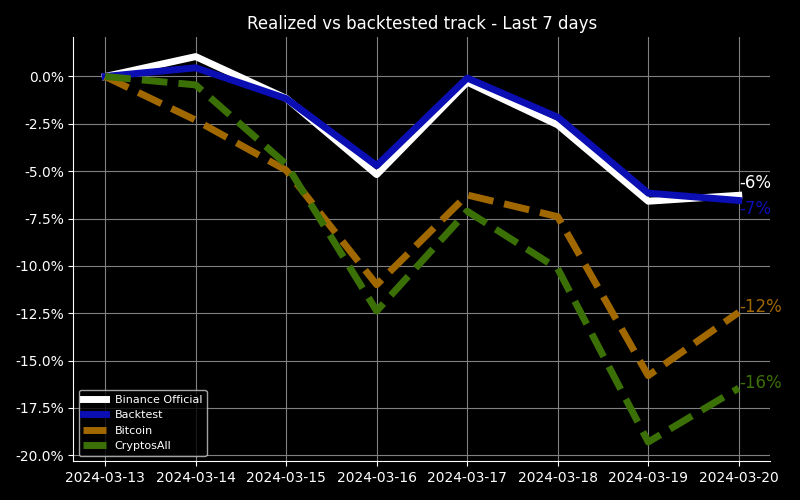 Realized vs backtested track - Last 7 days
0.0%
-2.5%
-5.0%
-7.5%
-10.0%
-12.5%
-15.0%
-17.5%
-20.0%
-6%
-7%
-12%
-16%
Binance Official
Backtest
Bitcoin
CryptosAll
2024-03-13 2024-03-14 2024-03-15 2024-03-16 2024-03-17 2024-03-18 2024-03-19 2024-03-20